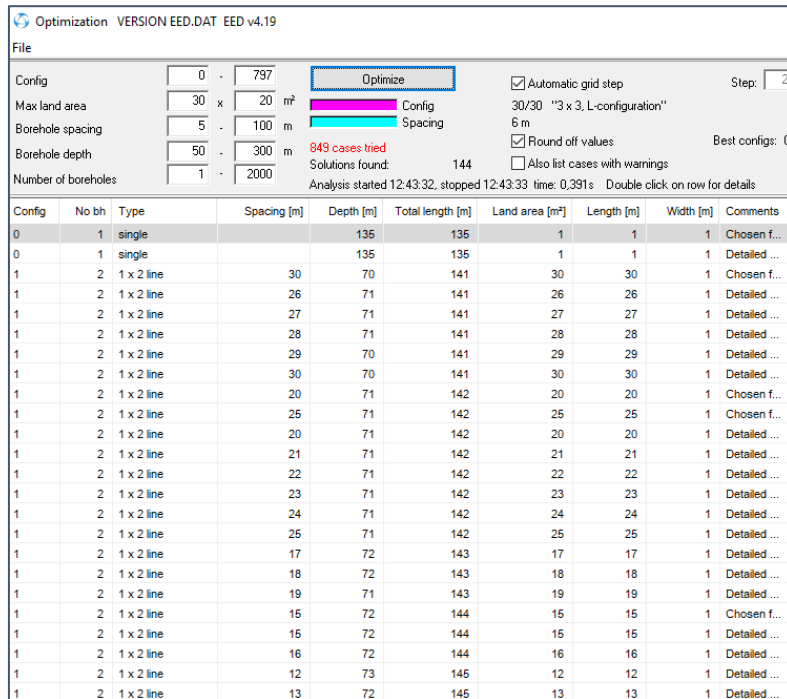 Optimization VERSION EED.DAT EED v4.19
File
Config 0 - 797 Optimize Automatic grid step Step: 2
Max land area 30 x 20 m² Config 30/30 "3 x 3, L-configuration"
Borehole spacing 5 - 100 m Spacing 6 m
Borehole depth 50 - 300 m 849 cases tried Round off values Best configs: 0
Number of boreholes 1 - 2000 Solutions found: 144 Also list cases with warnings
Analysis started 12:43:32, stopped 12:43:33 time: 0,391s Double click on row for details
Config No bh Type Spacing [m] Depth [m] Total length [m] Land area [m²] Length [m] Width [m] Comments
0 1 single 135 135 1 1 1 Chosen f...
0 1 single 135 135 1 1 1 Detailed ...
1 2 1 x 2 line 30 70 141 30 30 1 Chosen f...
1 2 1 x 2 line 26 71 141 26 26 1 Detailed ...
1 2 1 x 2 line 27 71 141 27 27 1 Detailed ...
1 2 1 x 2 line 28 71 141 28 28 1 Detailed ...
1 2 1 x 2 line 29 70 141 29 29 1 Detailed ...
1 2 1 x 2 line 30 70 141 30 30 1 Detailed ...
1 2 1 x 2 line 20 71 142 20 20 1 Chosen f...
1 2 1 x 2 line 25 71 142 25 25 1 Chosen f...
1 2 1 x 2 line 20 71 142 20 20 1 Detailed ...
1 2 1 x 2 line 21 71 142 21 21 1 Detailed ...
1 2 1 x 2 line 22 71 142 22 22 1 Detailed ...
1 2 1 x 2 line 23 71 142 23 23 1 Detailed ...
1 2 1 x 2 line 24 71 142 24 24 1 Detailed ...
1 2 1 x 2 line 25 71 142 25 25 1 Detailed ...
1 2 1 x 2 line 17 72 143 17 17 1 Detailed ...
1 2 1 x 2 line 18 72 143 18 18 1 Detailed ...
1 2 1 x 2 line 19 71 143 19 19 1 Detailed ...
1 2 1 x 2 line 15 72 144 15 15 1 Chosen f...
1 2 1 x 2 line 15 72 144 15 15 1 Detailed ...
1 2 1 x 2 line 16 72 144 16 16 1 Detailed ...
1 2 1 x 2 line 12 73 145 12 12 1 Detailed ...
1 2 1 x 2 line 13 72 145 13 13 1 Detailed ...